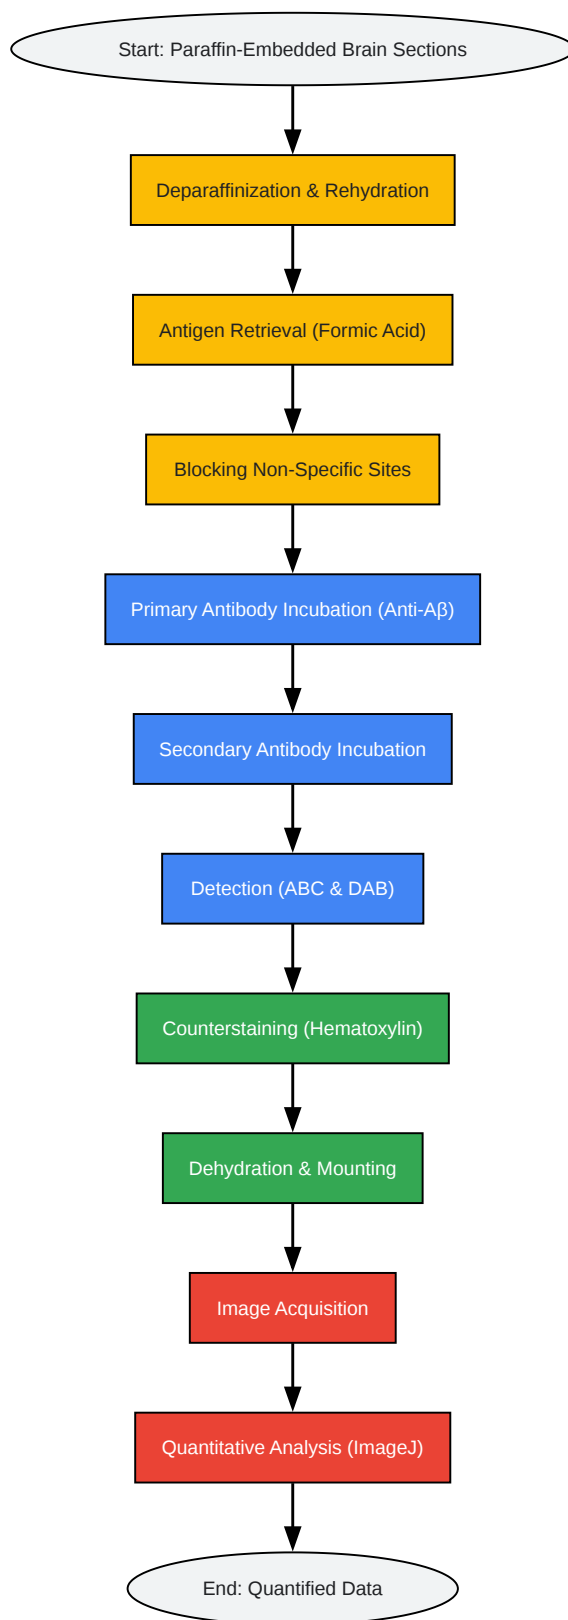 Start: Paraffin-Embedded Brain Sections
Deparaffinization & Rehydration
Antigen Retrieval (Formic Acid)
Blocking Non-Specific Sites
Primary Antibody Incubation (Anti-Aβ)
Secondary Antibody Incubation
Detection (ABC & DAB)
Counterstaining (Hematoxylin)
Dehydration & Mounting
Image Acquisition
Quantitative Analysis (ImageJ)
End: Quantified Data